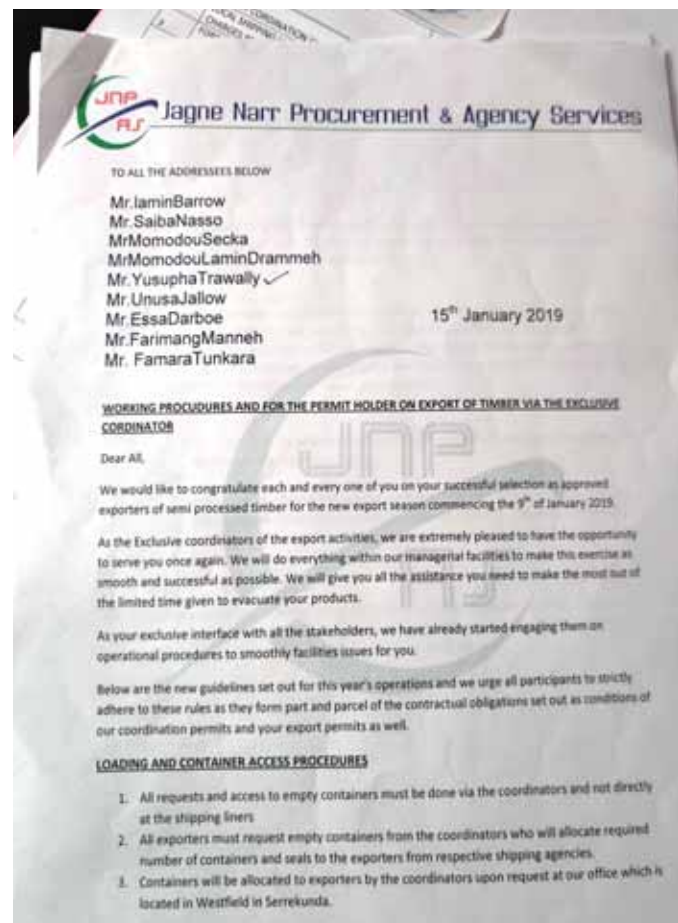 CORDINATION
LOCAL SHIPPING
CHARGES
JNP
AS
Jagne Narr Procurement & Agency Services
TO ALL THE ADDRESSEES BELOW
Mr.laminBarrow
Mr.SaibaNasso
MrMomodouSecka
MrMomodouLaminDrammeh
Mr.YusuphaTrawally
Mr.UnusaJallow
Mr.EssaDarboe 15th January 2019
Mr.FarimangManneh
Mr. FamaraTunkara
WORKING PROCUDURES AND FOR THE PERMIT HOLDER ON EXPORT OF TIMBER VIA THE EXCLUSIVE
CORDINATOR
Dear All,
We would like to congratulate each and every one of you on your successful selection as approved
exporters of semi processed timber for the new export season commencing the 9th of January 2019.
As the Exclusive coordinators of the export activities, we are extremely pleased to have the opportunity
to serve you once again. We will do everything within our managerial facilities to make this exercise as
smooth and successful as possible. We will give you all the assistance you need to make the most out of
the limited time given to evacuate your products.
As your exclusive interface with all the stakeholders, we have already started engaging them on
operational procedures to smoothly facilities issues for you.
Below are the new guidelines set out for this year's operations and we urge all participants to strictly
adhere to these rules as they form part and parcel of the contractual obligations set out as conditions of
our coordination permits and your export permits as well.
LOADING AND CONTAINER ACCESS PROCEDURES
1. All requests and access to empty containers must be done via the coordinators and not directly
at the shipping liners
2. All exporters must request empty containers from the coordinators who will allocate required
number of containers and seals to the exporters from respective shipping agencies.
3. Containers will be allocated to exporters by the coordinators upon request at our office which is
located in Westfield in Serrekunda.